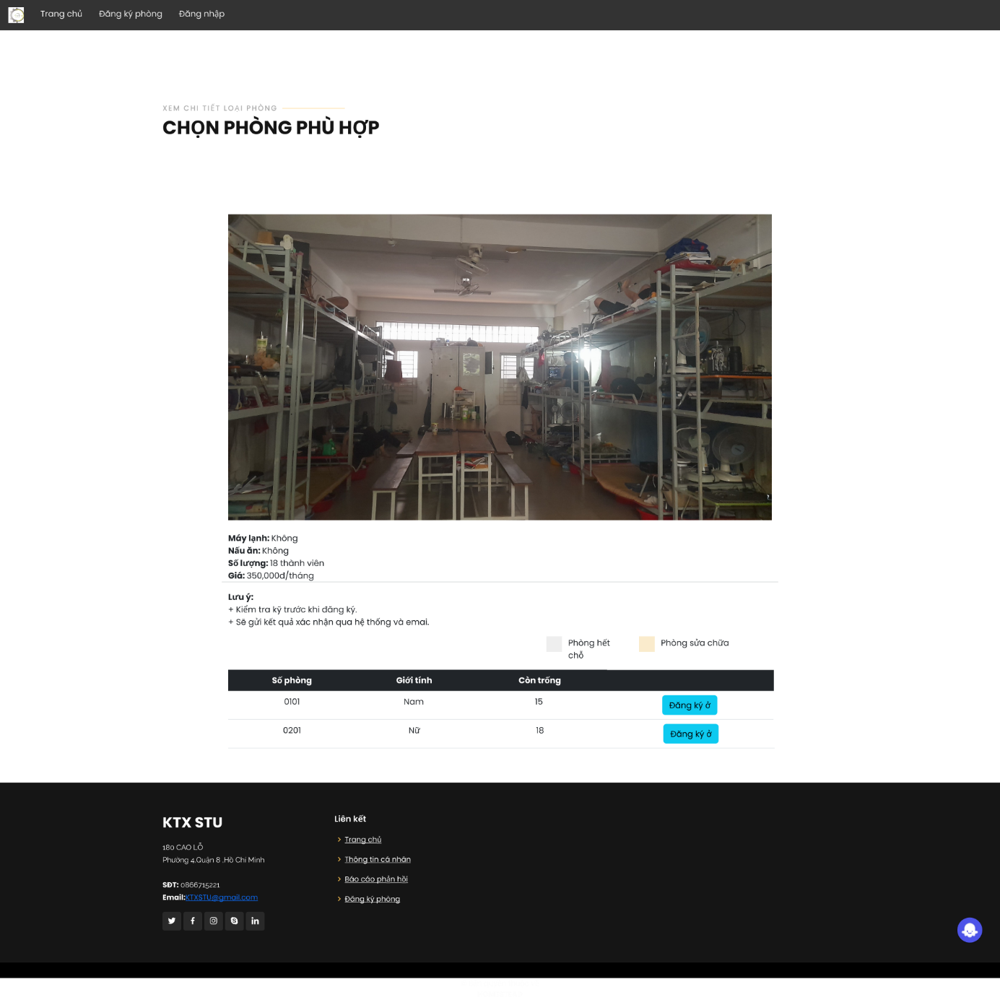 Trang chủ Đăng ký phòng Đăng nhập
XEM CHI TIẾT LOẠI PHÒNG
CHỌN PHÒNG PHÙ HỢP
Máy lạnh: Không
Nấu ăn: Không
Số lượng: 18 thành viên
Giá: 350,000đ/tháng
Lưu ý:
+ Kiểm tra kỹ trước khi đăng ký.
+ Sẽ gửi kết quả xác nhận qua hệ thống và emai.
Phòng hết
chỗ
Phòng sửa chữa
Số phòng Giới tính Còn trống
0101 Nam 15 Đăng ký ở
0201 Nữ 18 Đăng ký ở
KTX STU
180 CAO LỖ
Phường 4,Quận 8 ,Hồ Chí Minh
SĐT: 0866715221
Email:KTXSTU@gmail.com
Liên kết
Trang chủ
Thông tin cá nhân
Báo cáo phản hồi
Đăng ký phòng